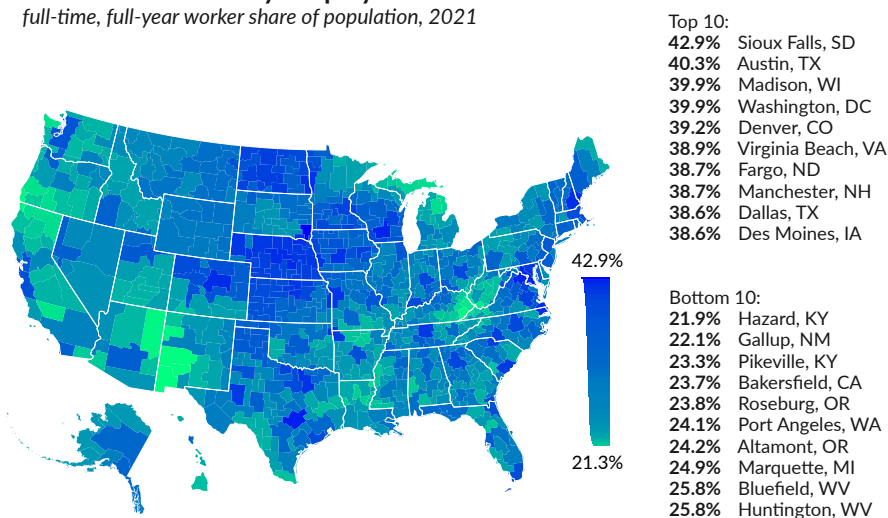 full-time, full-year worker share of population, 2021
Top 10:
42.9% Sioux Falls, SD
40.3% Austin, TX
39.9% Madison, WI
39.9% Washington, DC
39.2% Denver, CO
38.9% Virginia Beach, VA
38.7% Fargo, ND
38.7% Manchester, NH
38.6% Dallas, TX
38.6% Des Moines, IA
42.9%
21.3%
Bottom 10:
21.9% Hazard, KY
22.1% Gallup, NM
23.3% Pikeville, KY
23.7% Bakersfield, CA
23.8% Roseburg, OR
24.1% Port Angeles, WA
24.2% Altamont, OR
24.9% Marquette, MI
25.8% Bluefield, WV
25.8% Huntington, WV